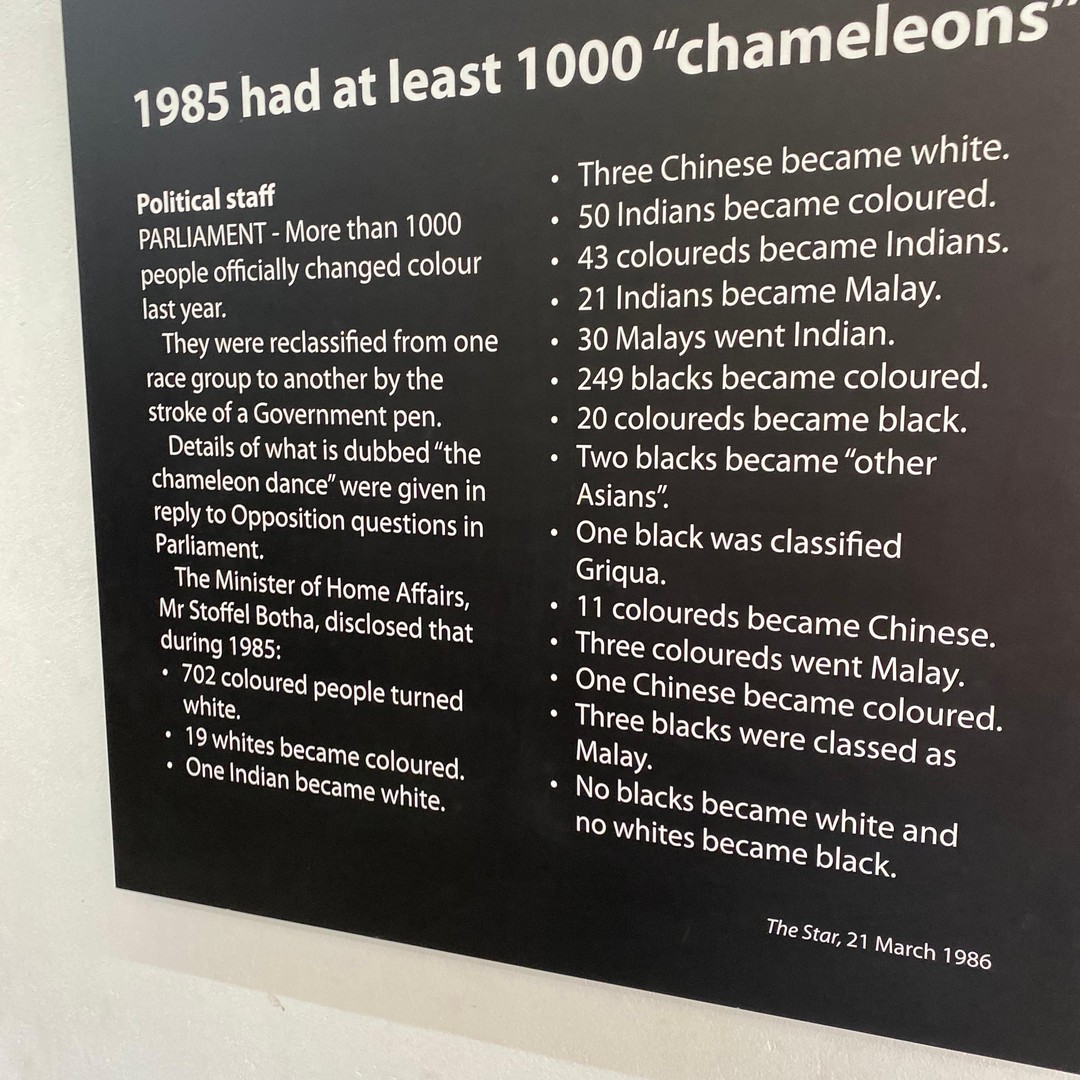 1985 had at least 1000 “chameleons”
Political staff
PARLIAMENT - More than 1000
people officially changed colour
last year.
They were reclassified from one
race group to another by the
stroke of a Government pen.
Details of what is dubbed “the
chameleon dance” were given in
reply to Opposition questions in
Parliament.
The Minister of Home Affairs,
Mr Stoffel Botha, disclosed that
during 1985:
• 702 coloured people turned
white.
• 19 whites became coloured.
• One Indian became white.
• Three Chinese became white.
• 50 Indians became coloured.
• 43 coloureds became Indians.
• 21 Indians became Malay.
• 30 Malays went Indian.
• 249 blacks became coloured.
• 20 coloureds became black.
• Two blacks became “other
Asians”.
• One black was classified
Griqua.
• 11 coloureds became Chinese.
• Three coloureds went Malay.
• One Chinese became coloured.
• Three blacks were classed as
Malay.
• No blacks became white and
no whites became black.
The Star, 21 March 1986